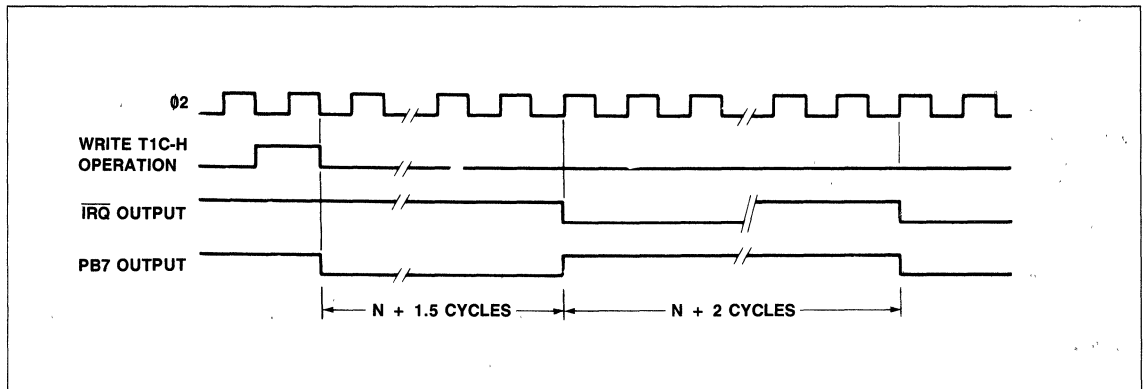 ϕ2
WRITE T1C-H
OPERATION
IRQ OUTPUT
PB7 OUTPUT
N + 1.5 CYCLES
N + 2 CYCLES